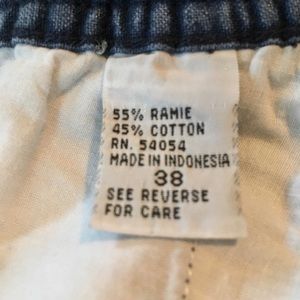 55% RAMIE
45% COTTON
RN. 54054
MADE IN INDONESIA
38
SEE REVERSE
FOR CARE